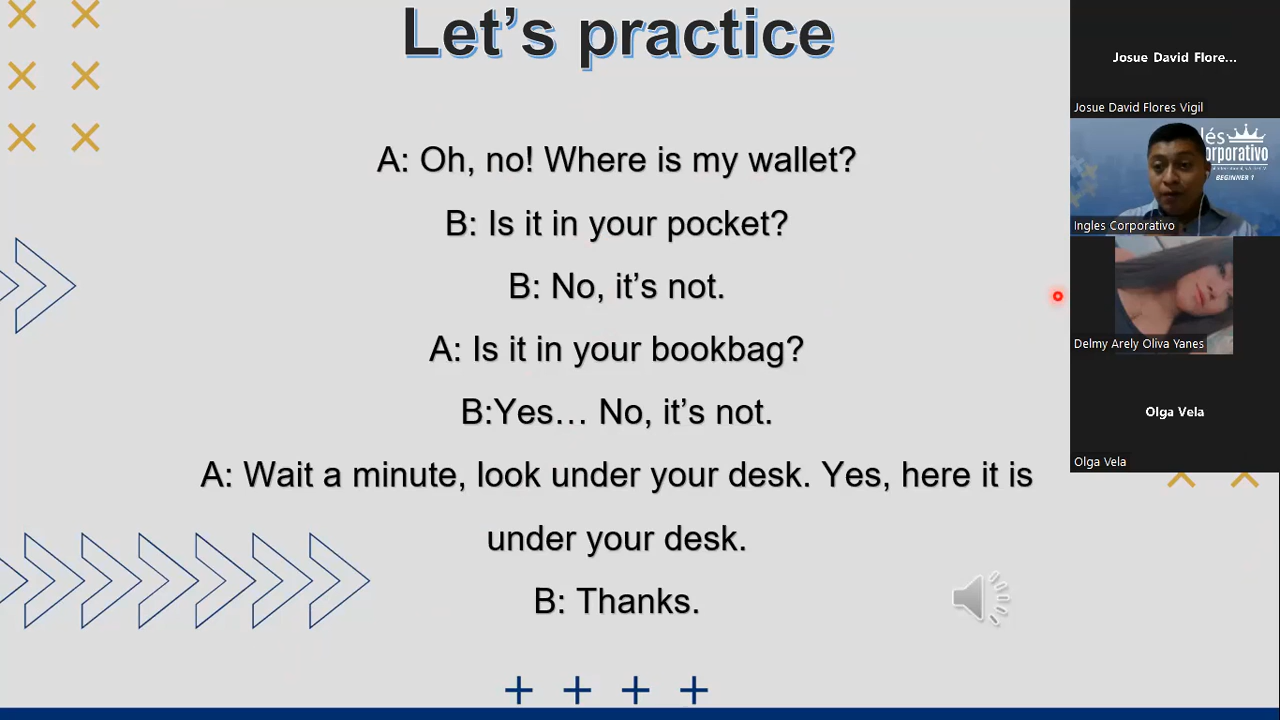 Let's practice
A: Oh, no! Where is my wallet?
B: Is it in your pocket?
B: No, it's not.
A: Is it in your bookbag?
B:Yes… No, it's not.
A: Wait a minute, look under your desk. Yes, here it is
under your desk.
B: Thanks.
Josue David Flore...
Josue David Flores Vigil
BEGINNER 1
Ingles Corporativo
Delmy Arely Oliva Yanes
Olga Vela
Olga Vela